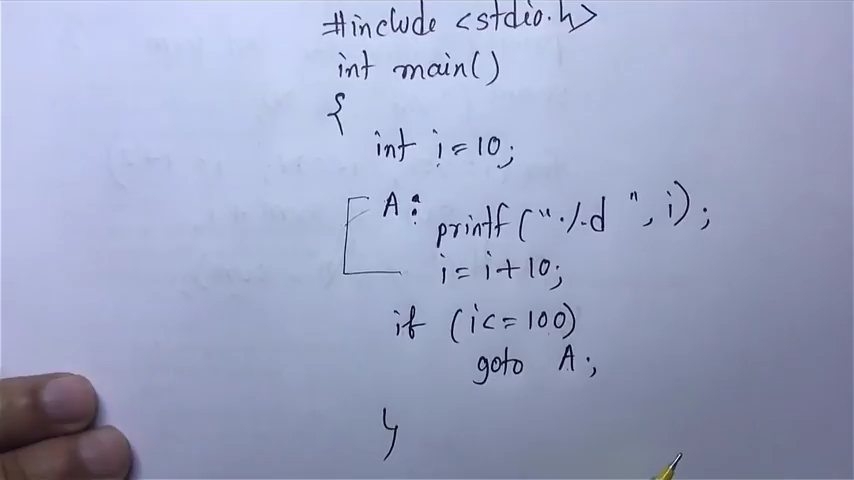 #include <stdio.h>
int main()
{
int i = 10;
A:
printf("%d ", i);
i = i + 10;
if (i<=100)
goto A;
}